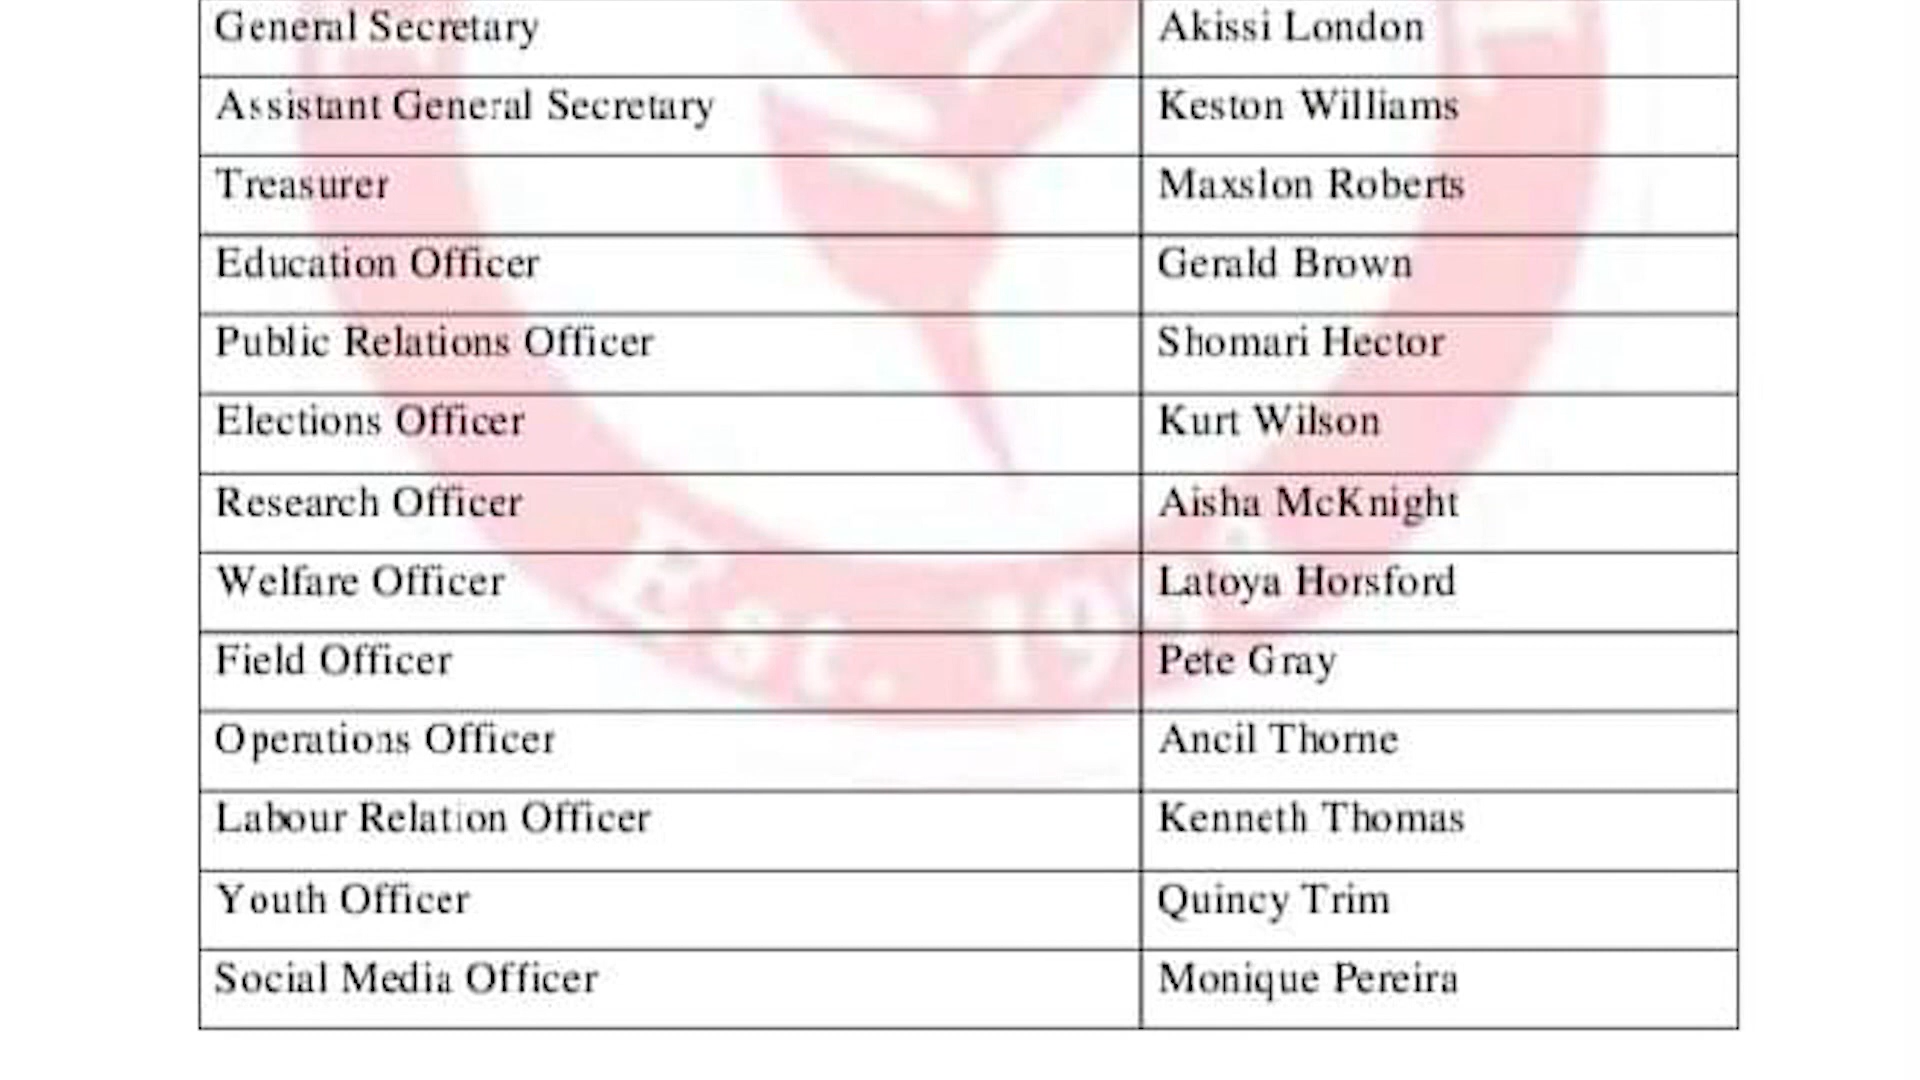 General Secretary Akissi London
Assistant General Secretary Keston Williams
Treasurer Maxslon Roberts
Education Officer Gerald Brown
Public Relations Officer Shomari Hector
Elections Officer Kurt Wilson
Research Officer Aisha McKnight
Welfare Officer Latoya Horsford
Field Officer Pete Gray
Operations Officer Ancil Thorne
Labour Relation Officer Kenneth Thomas
Youth Officer Quincy Trim
Social Media Officer Monique Pereira
Est. 19